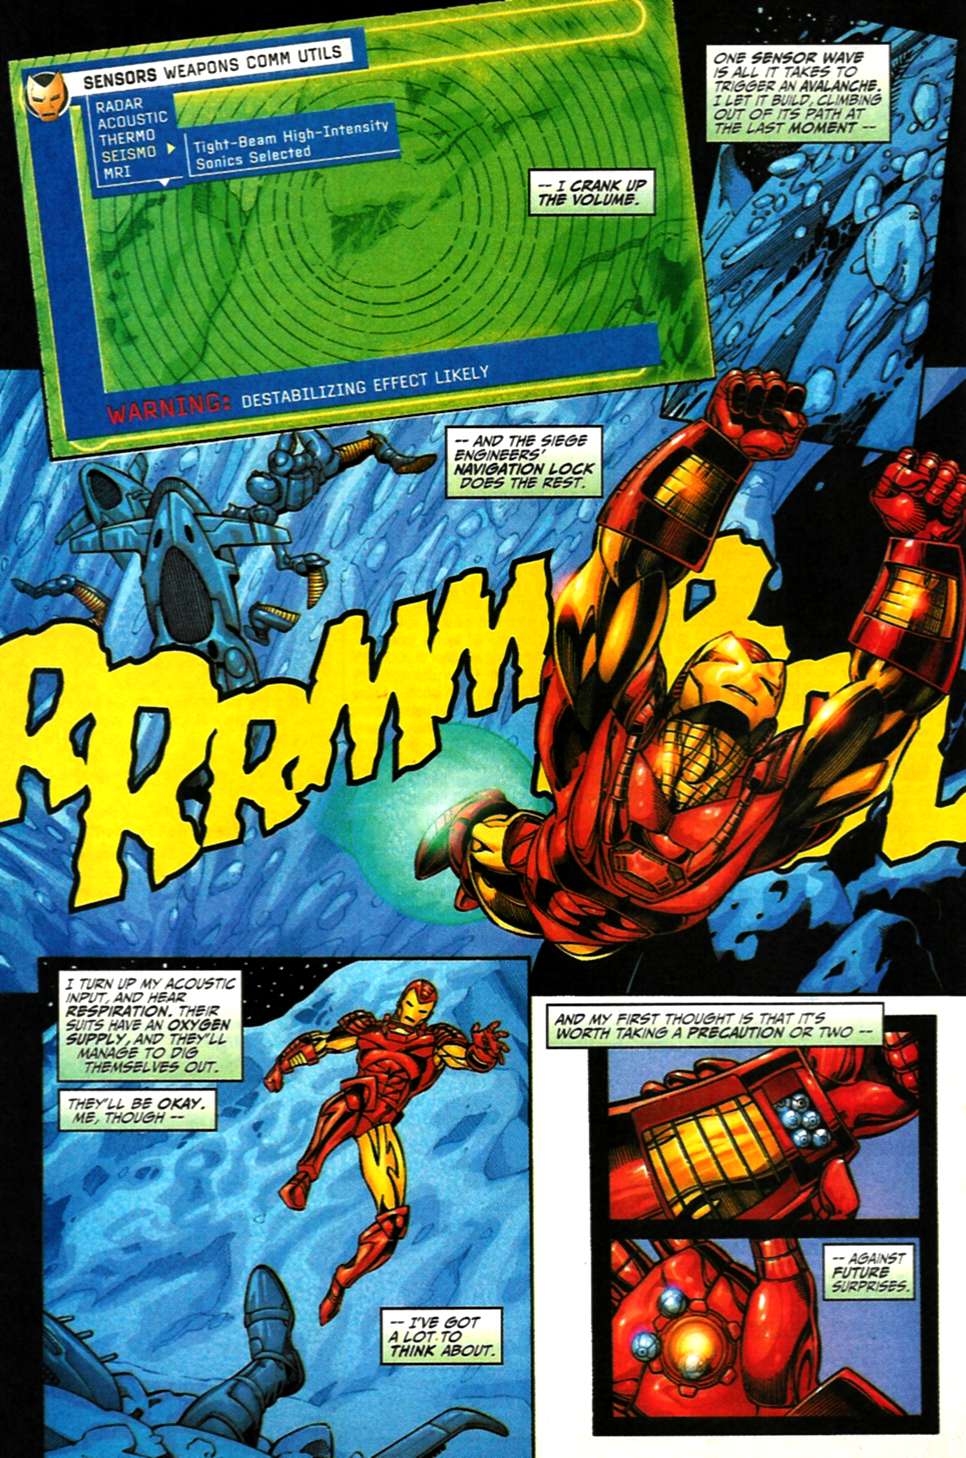 SENSORS WEAPONS COMM UTILS
RADAR
ACOUSTIC
THERMO
SEISMO
MRI
Tight-Beam High-Intensity
Sonics Selected
-- I CRANK UP
THE VOLUME.
WARNING: DESTABILIZING EFFECT LIKELY
ONE SENSOR WAVE
IS ALL IT TAKES TO
TRIGGER AN AVALANCHE.
I LET IT BUILD, CLIMBING
OUT OF ITS PATH AT
THE LAST MOMENT --
-- AND THE SIEGE
ENGINEERS'
NAVIGATION LOCK
DOES THE REST.
I TURN UP MY ACOUSTIC
INPUT, AND HEAR
RESPIRATION. THEIR
SUITS HAVE AN OXYGEN
SUPPLY, AND THEY'LL
MANAGE TO DIG
THEMSELVES OUT.
THEY'LL BE OKAY.
ME, THOUGH --
-- I'VE GOT
A LOT TO
THINK ABOUT.
AND MY FIRST THOUGHT IS THAT IT'S
WORTH TAKING A PRECAUTION OR TWO --
-- AGAINST
FUTURE
SURPRISES.